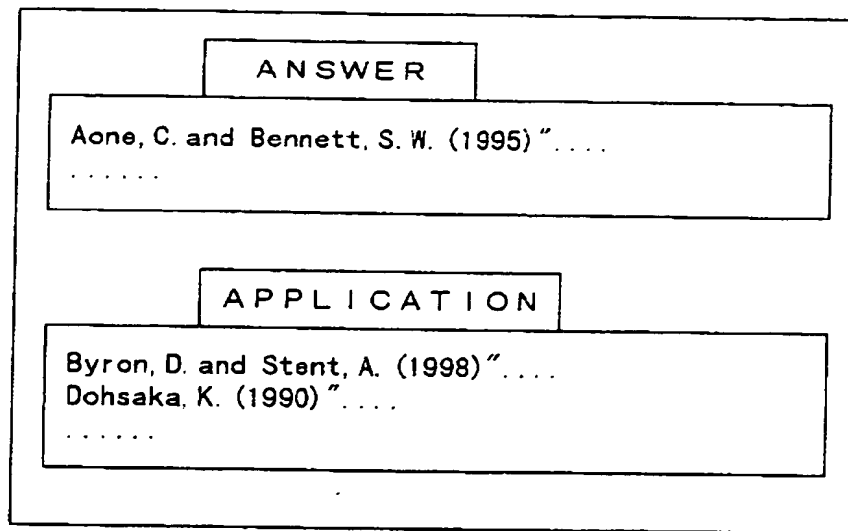 ANSWER
Aone, C. and Bennett, S. W. (1995)〃....
......
APPLICATION
Byron, D. and Stent, A. (1998)〃....
Dohsaka, K. (1990)〃....
......